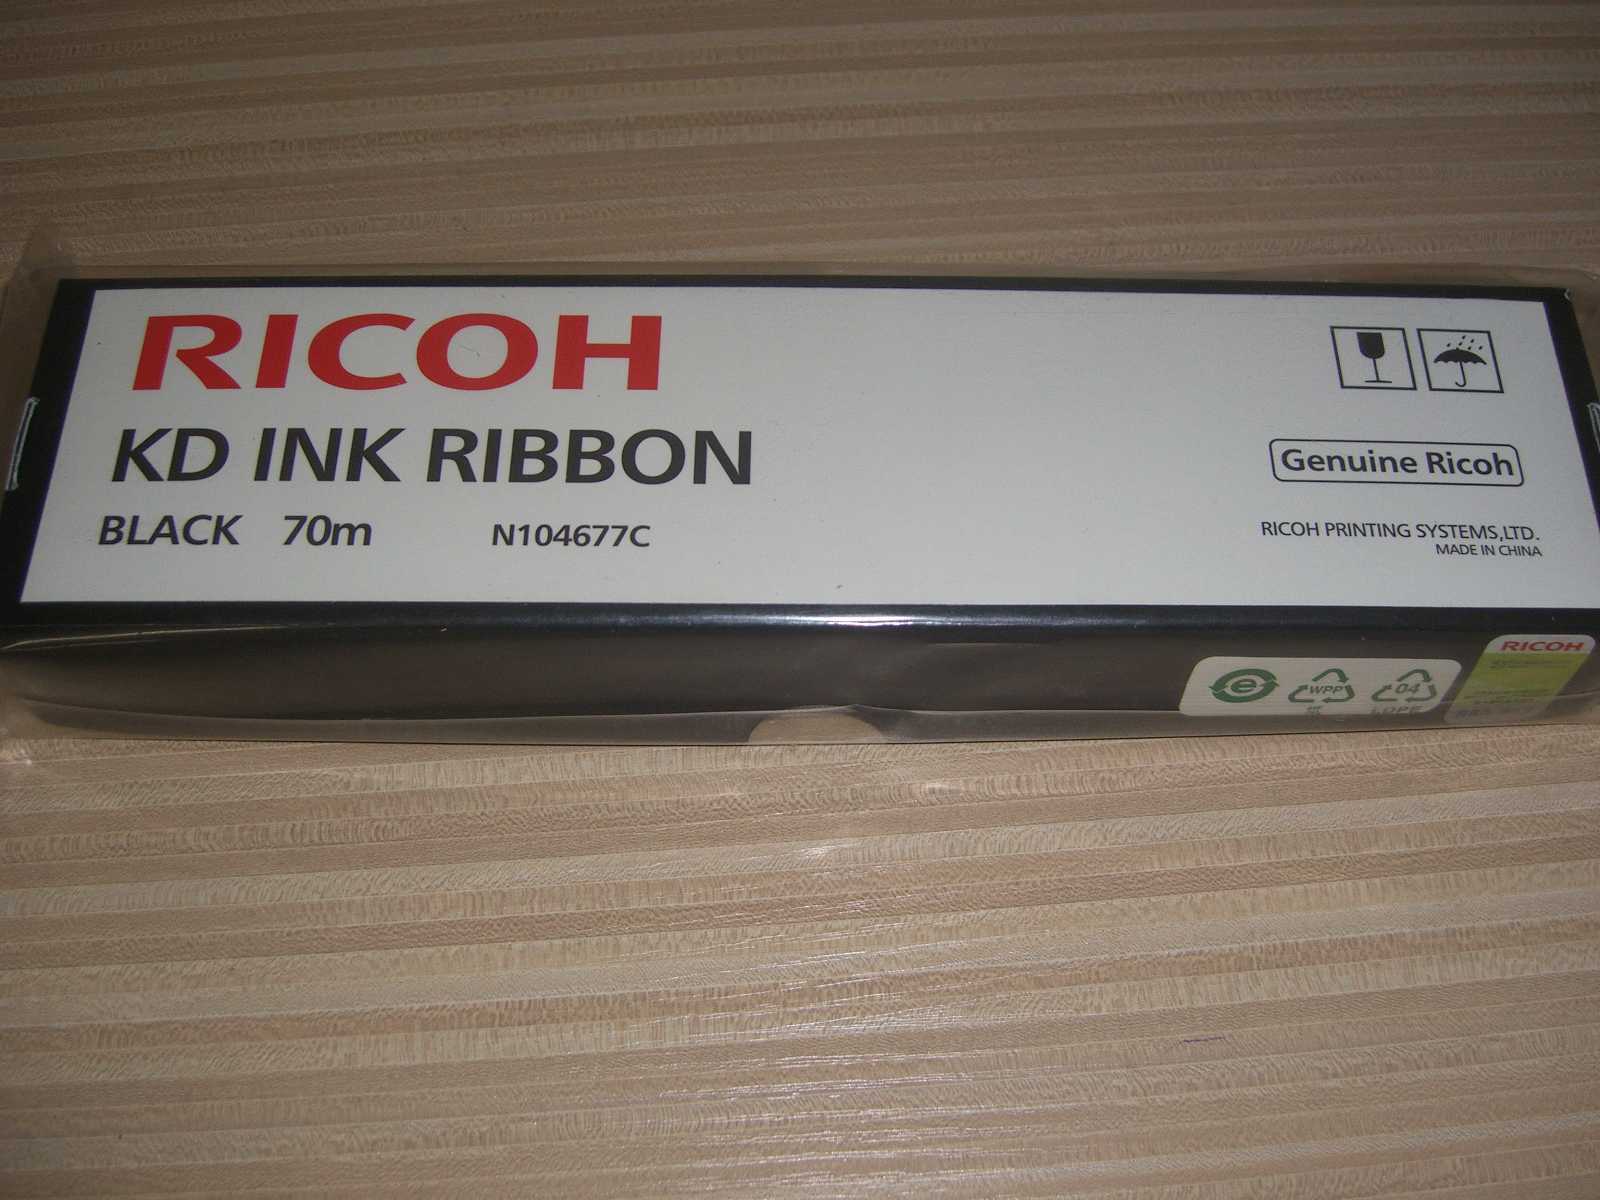 RICOH
KD INK RIBBON
BLACK 70m N104677C
Genuine Ricoh
RICOH PRINTING SYSTEMS,LTD.
MADE IN CHINA
RICOH
e
WPP
04
LDPE